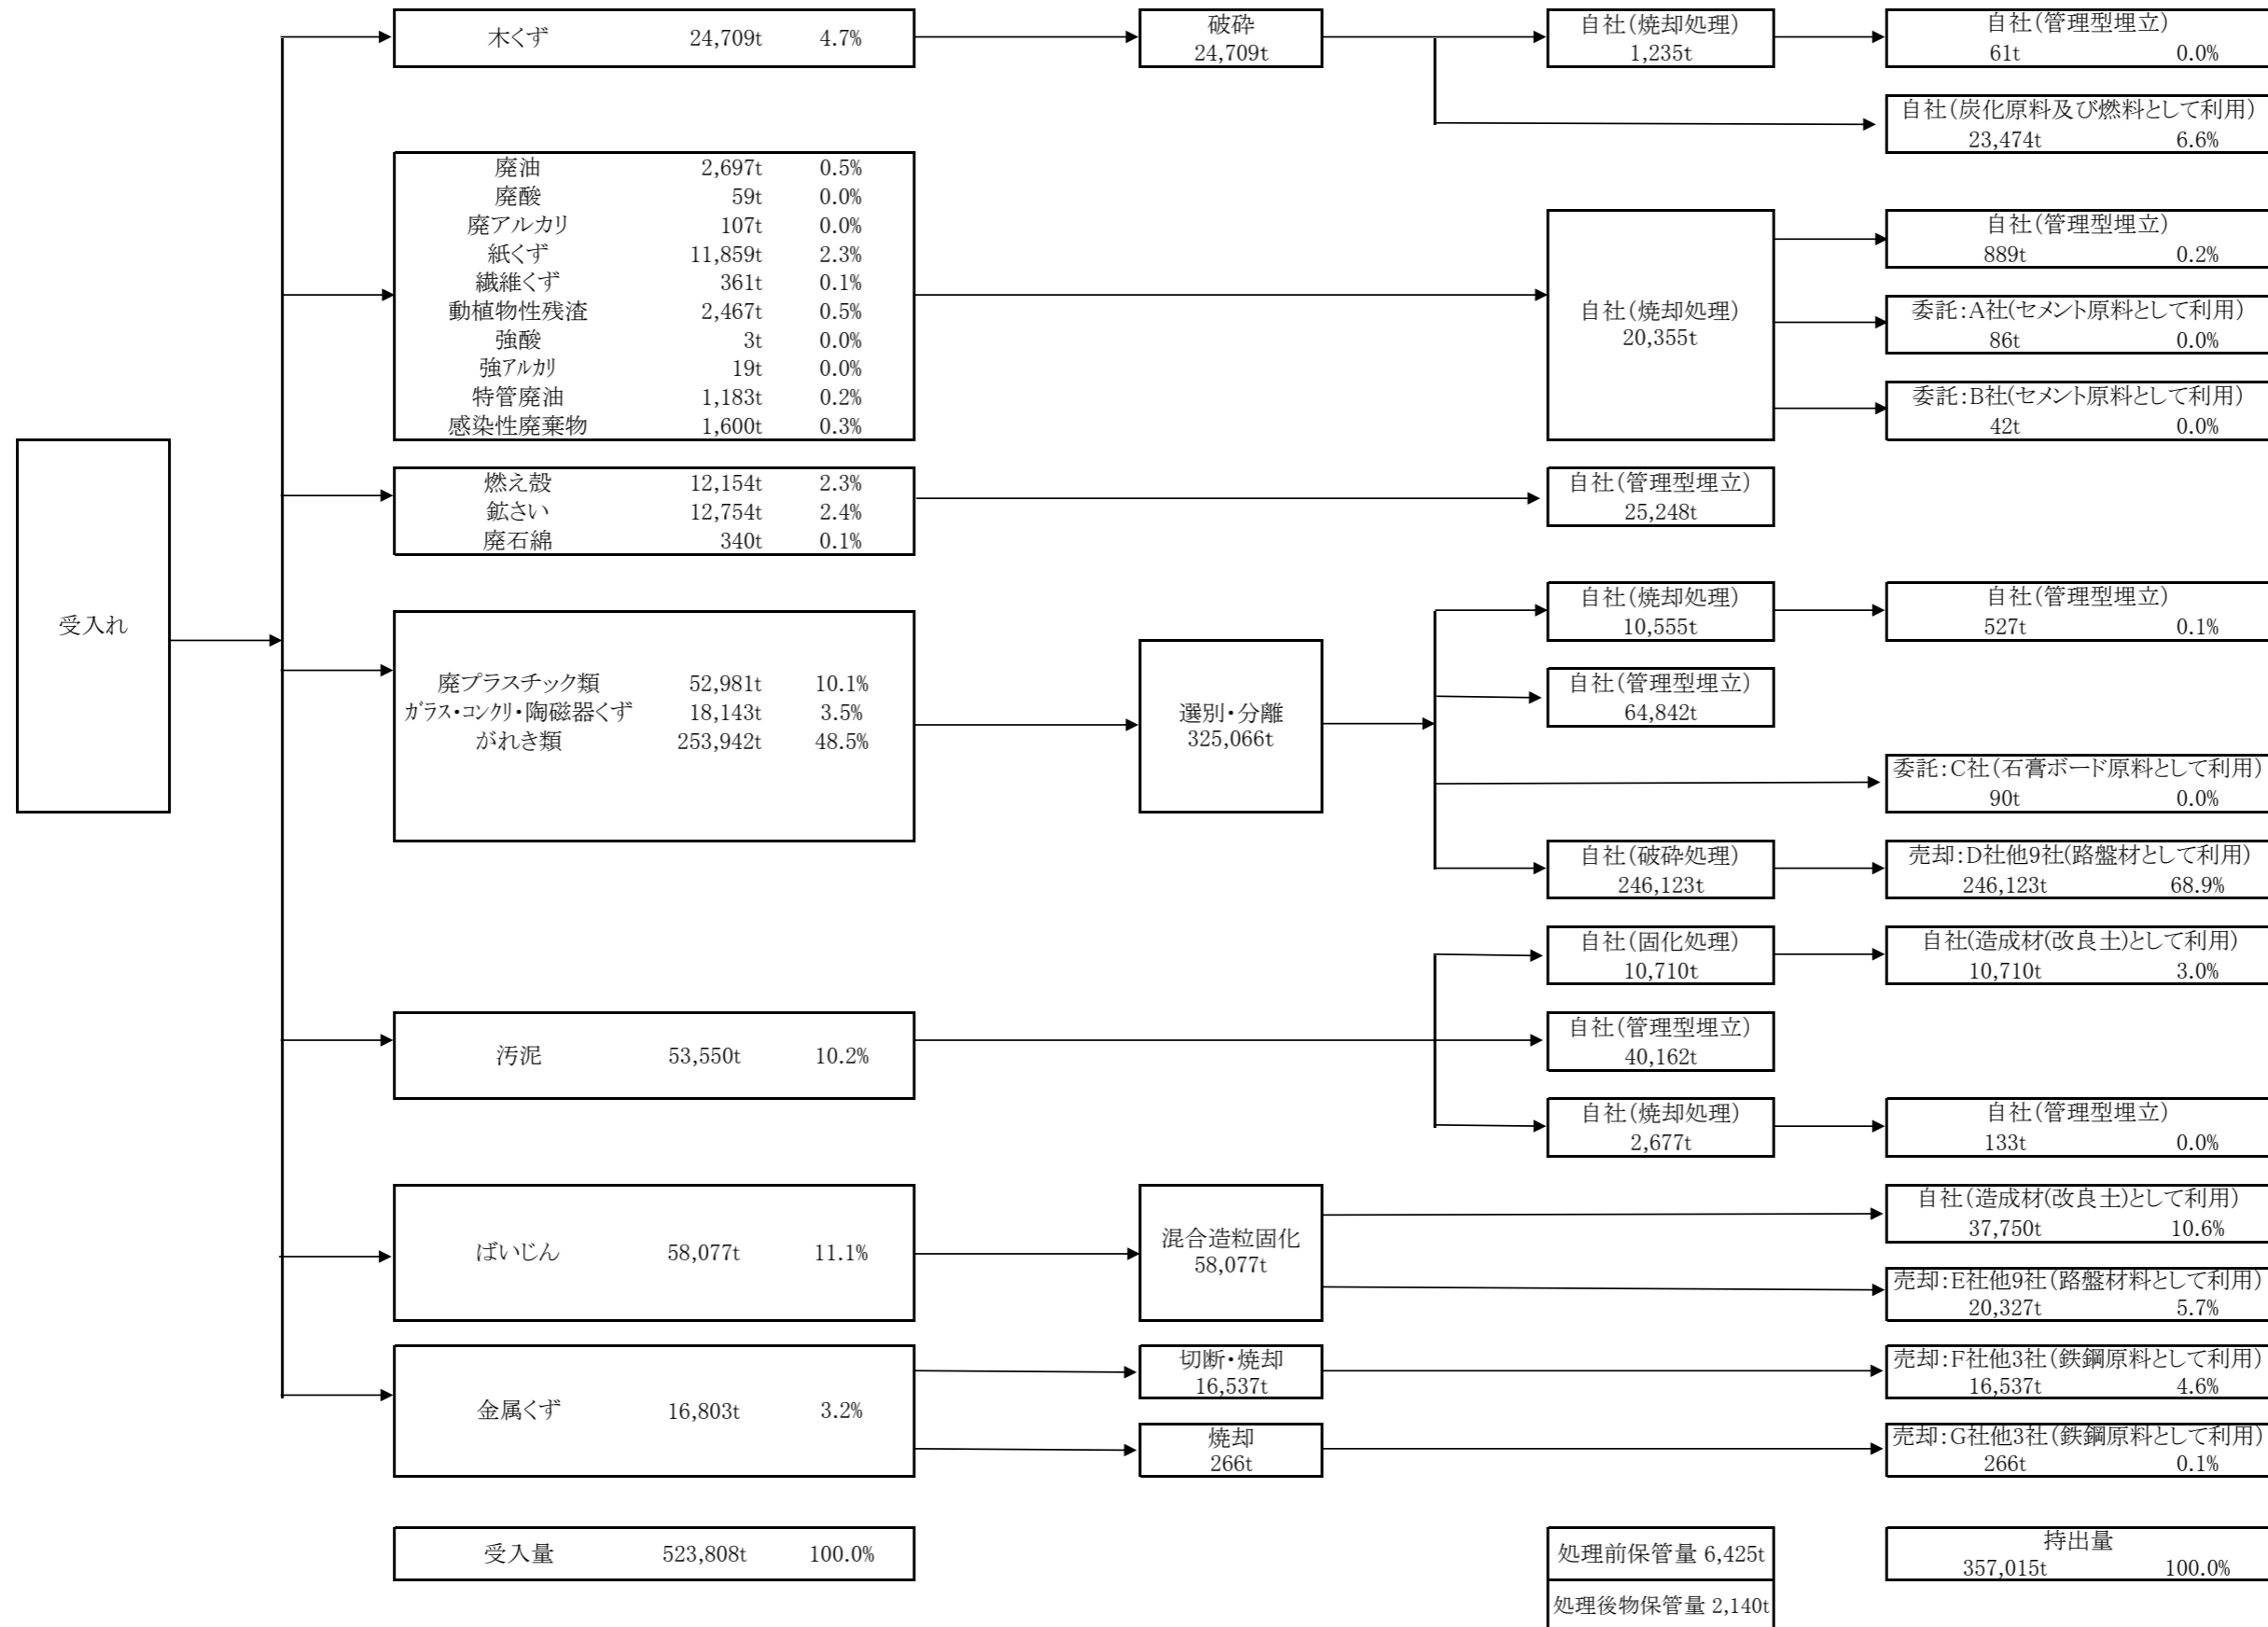 受入れ
木くず 24,709t 4.7%
破砕
24,709t
自社(焼却処理)
1,235t
自社(管理型埋立)
61t 0.0%
自社(炭化原料及び燃料として利用)
23,474t 6.6%
廃油 2,697t 0.5%
廃酸 59t 0.0%
廃アルカリ 107t 0.0%
紙くず 11,859t 2.3%
繊維くず 361t 0.1%
動植物性残渣 2,467t 0.5%
強酸 3t 0.0%
強アルカリ 19t 0.0%
特管廃油 1,183t 0.2%
感染性廃棄物 1,600t 0.3%
自社(焼却処理)
20,355t
自社(管理型埋立)
889t 0.2%
委託:A社(セメント原料として利用)
86t 0.0%
委託:B社(セメント原料として利用)
42t 0.0%
燃え殻 12,154t 2.3%
鉱さい 12,754t 2.4%
廃石綿 340t 0.1%
自社(管理型埋立)
25,248t
廃プラスチック類 52,981t 10.1%
ガラス・コンクリ・陶磁器くず 18,143t 3.5%
がれき類 253,942t 48.5%
選別・分離
325,066t
自社(焼却処理)
10,555t
自社(管理型埋立)
527t 0.1%
自社(管理型埋立)
64,842t
委託:C社(石膏ボード原料として利用)
90t 0.0%
自社(破砕処理)
246,123t
売却:D社他9社(路盤材として利用)
246,123t 68.9%
汚泥 53,550t 10.2%
自社(固化処理)
10,710t
自社(造成材(改良土)として利用)
10,710t 3.0%
自社(管理型埋立)
40,162t
自社(焼却処理)
2,677t
自社(管理型埋立)
133t 0.0%
ばいじん 58,077t 11.1%
混合造粒固化
58,077t
自社(造成材(改良土)として利用)
37,750t 10.6%
売却:E社他9社(路盤材料として利用)
20,327t 5.7%
金属くず 16,803t 3.2%
切断・焼却
16,537t
売却:F社他3社(鉄鋼原料として利用)
16,537t 4.6%
焼却
266t
売却:G社他3社(鉄鋼原料として利用)
266t 0.1%
受入量 523,808t 100.0%
処理前保管量 6,425t
処理後物保管量 2,140t
持出量
357,015t 100.0%